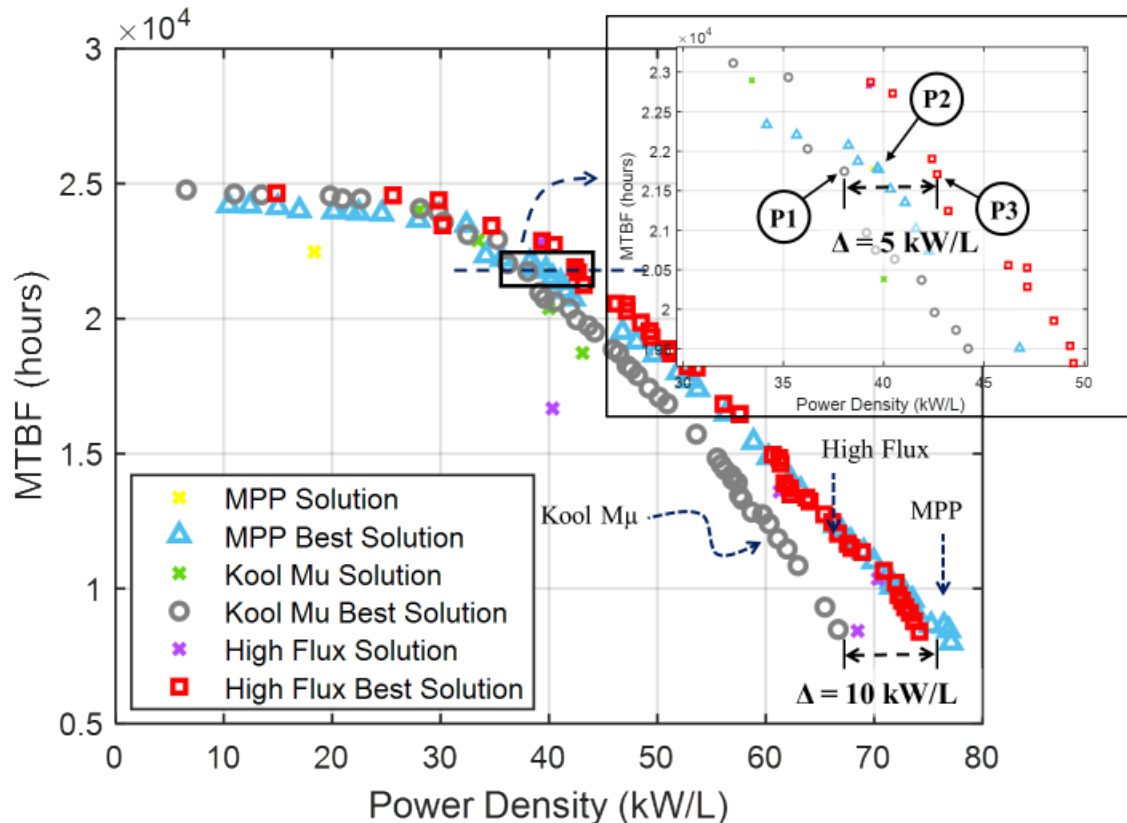 ×10⁴
3
2.5
2
1.5
1
0.5
MTBF (hours)
0
10
20
30
40
50
60
70
80
Power Density (kW/L)
×10⁴
2.3
2.25
2.2
2.15
2.1
2.05
2
1.95
MTBF (hours)
30
35
40
45
50
Power Density (kW/L)
P1
P2
P3
Δ = 5 kW/L
High Flux
MPP
Kool Mμ
Δ = 10 kW/L
MPP Solution
MPP Best Solution
Kool Mu Solution
Kool Mu Best Solution
High Flux Solution
High Flux Best Solution